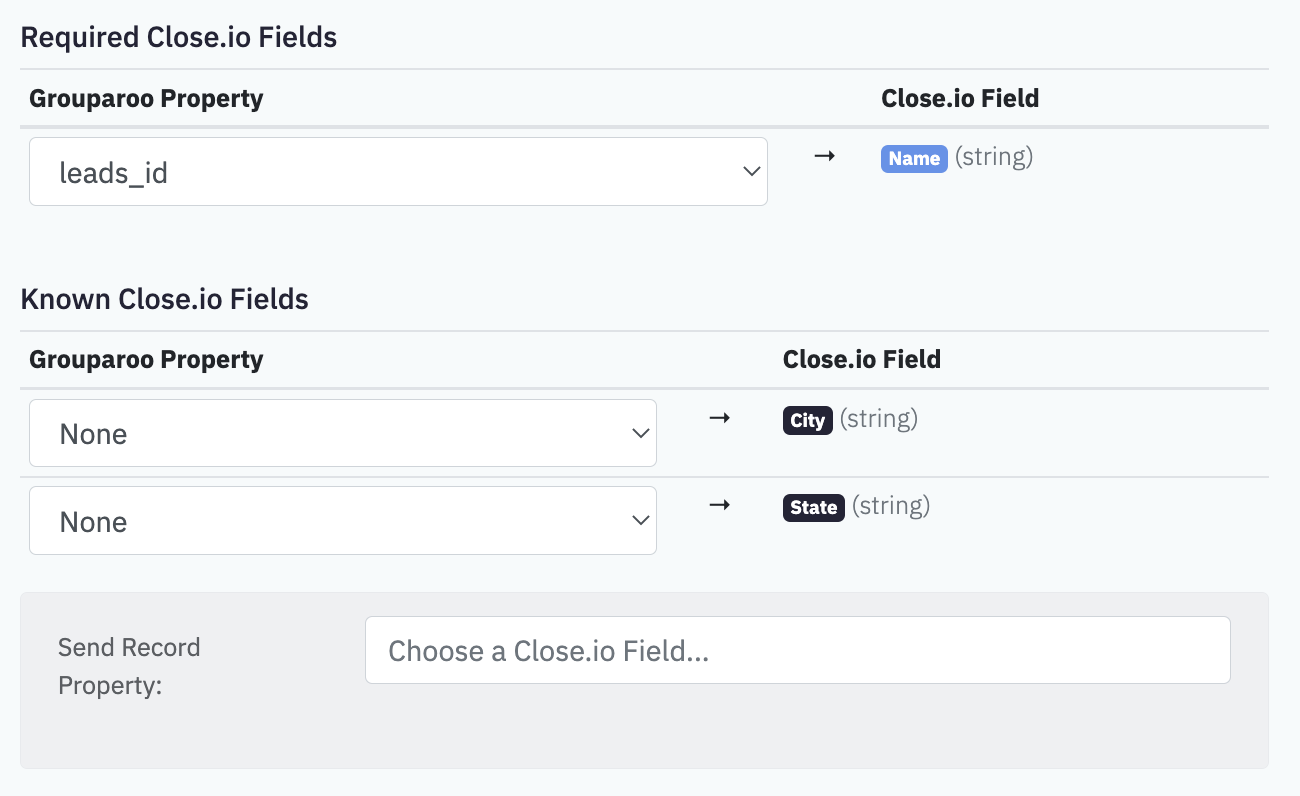 Required Close.io Fields
Grouparoo Property Close.io Field
leads_id → Name (string)
Known Close.io Fields
Grouparoo Property Close.io Field
None → City (string)
None → State (string)
Send Record
Property:
Choose a Close.io Field...